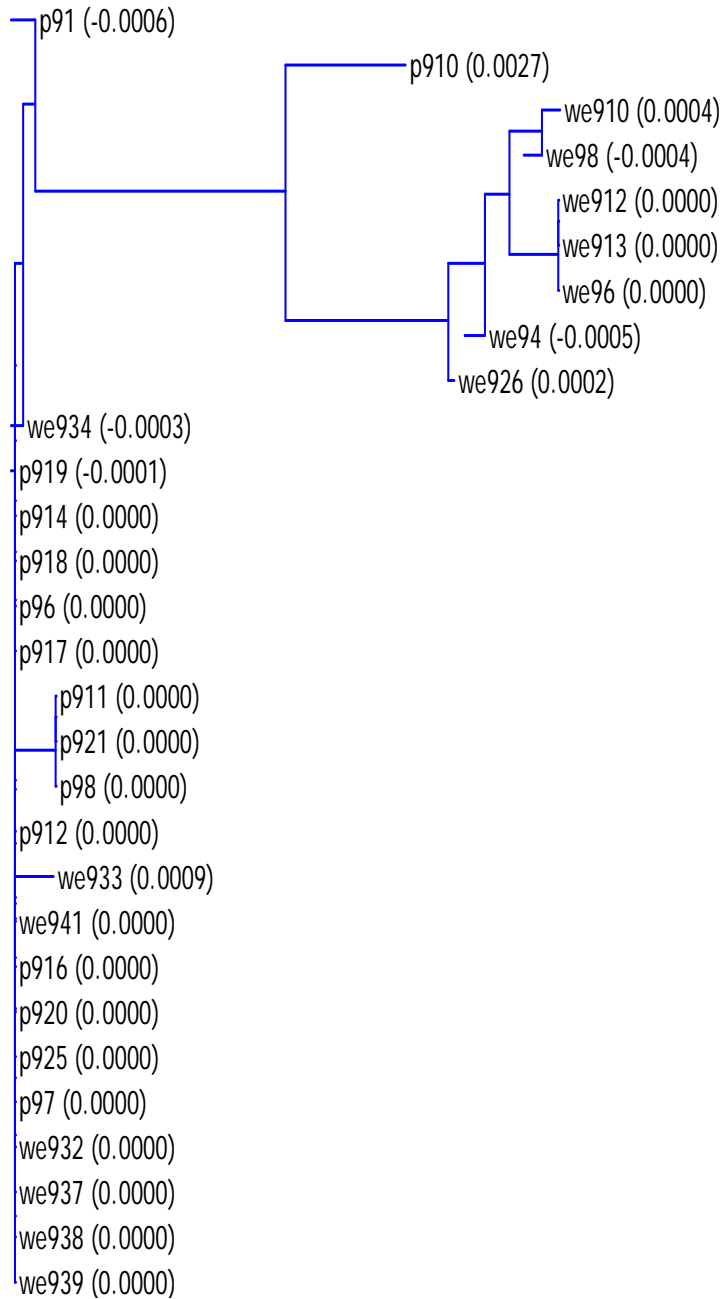 p91 (-0.0006)
p910 (0.0027)
we910 (0.0004)
we98 (-0.0004)
we912 (0.0000)
we913 (0.0000)
we96 (0.0000)
we94 (-0.0005)
we926 (0.0002)
we934 (-0.0003)
p919 (-0.0001)
p914 (0.0000)
p918 (0.0000)
p96 (0.0000)
p917 (0.0000)
p911 (0.0000)
p921 (0.0000)
p98 (0.0000)
p912 (0.0000)
we933 (0.0009)
we941 (0.0000)
p916 (0.0000)
p920 (0.0000)
p925 (0.0000)
p97 (0.0000)
we932 (0.0000)
we937 (0.0000)
we938 (0.0000)
we939 (0.0000)